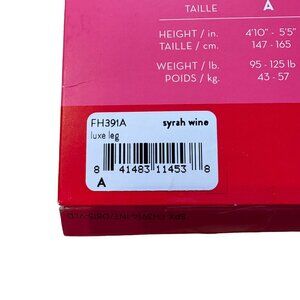 TAILLE A
HEIGHT / in. 4'10" - 5'5"
TAILLE / cm. 147 - 165
WEIGHT / lb. 95 - 125 lb
POIDS / kg. 43 - 57
FH391A syrah wine
luxe leg
8 41483 11453 8
A